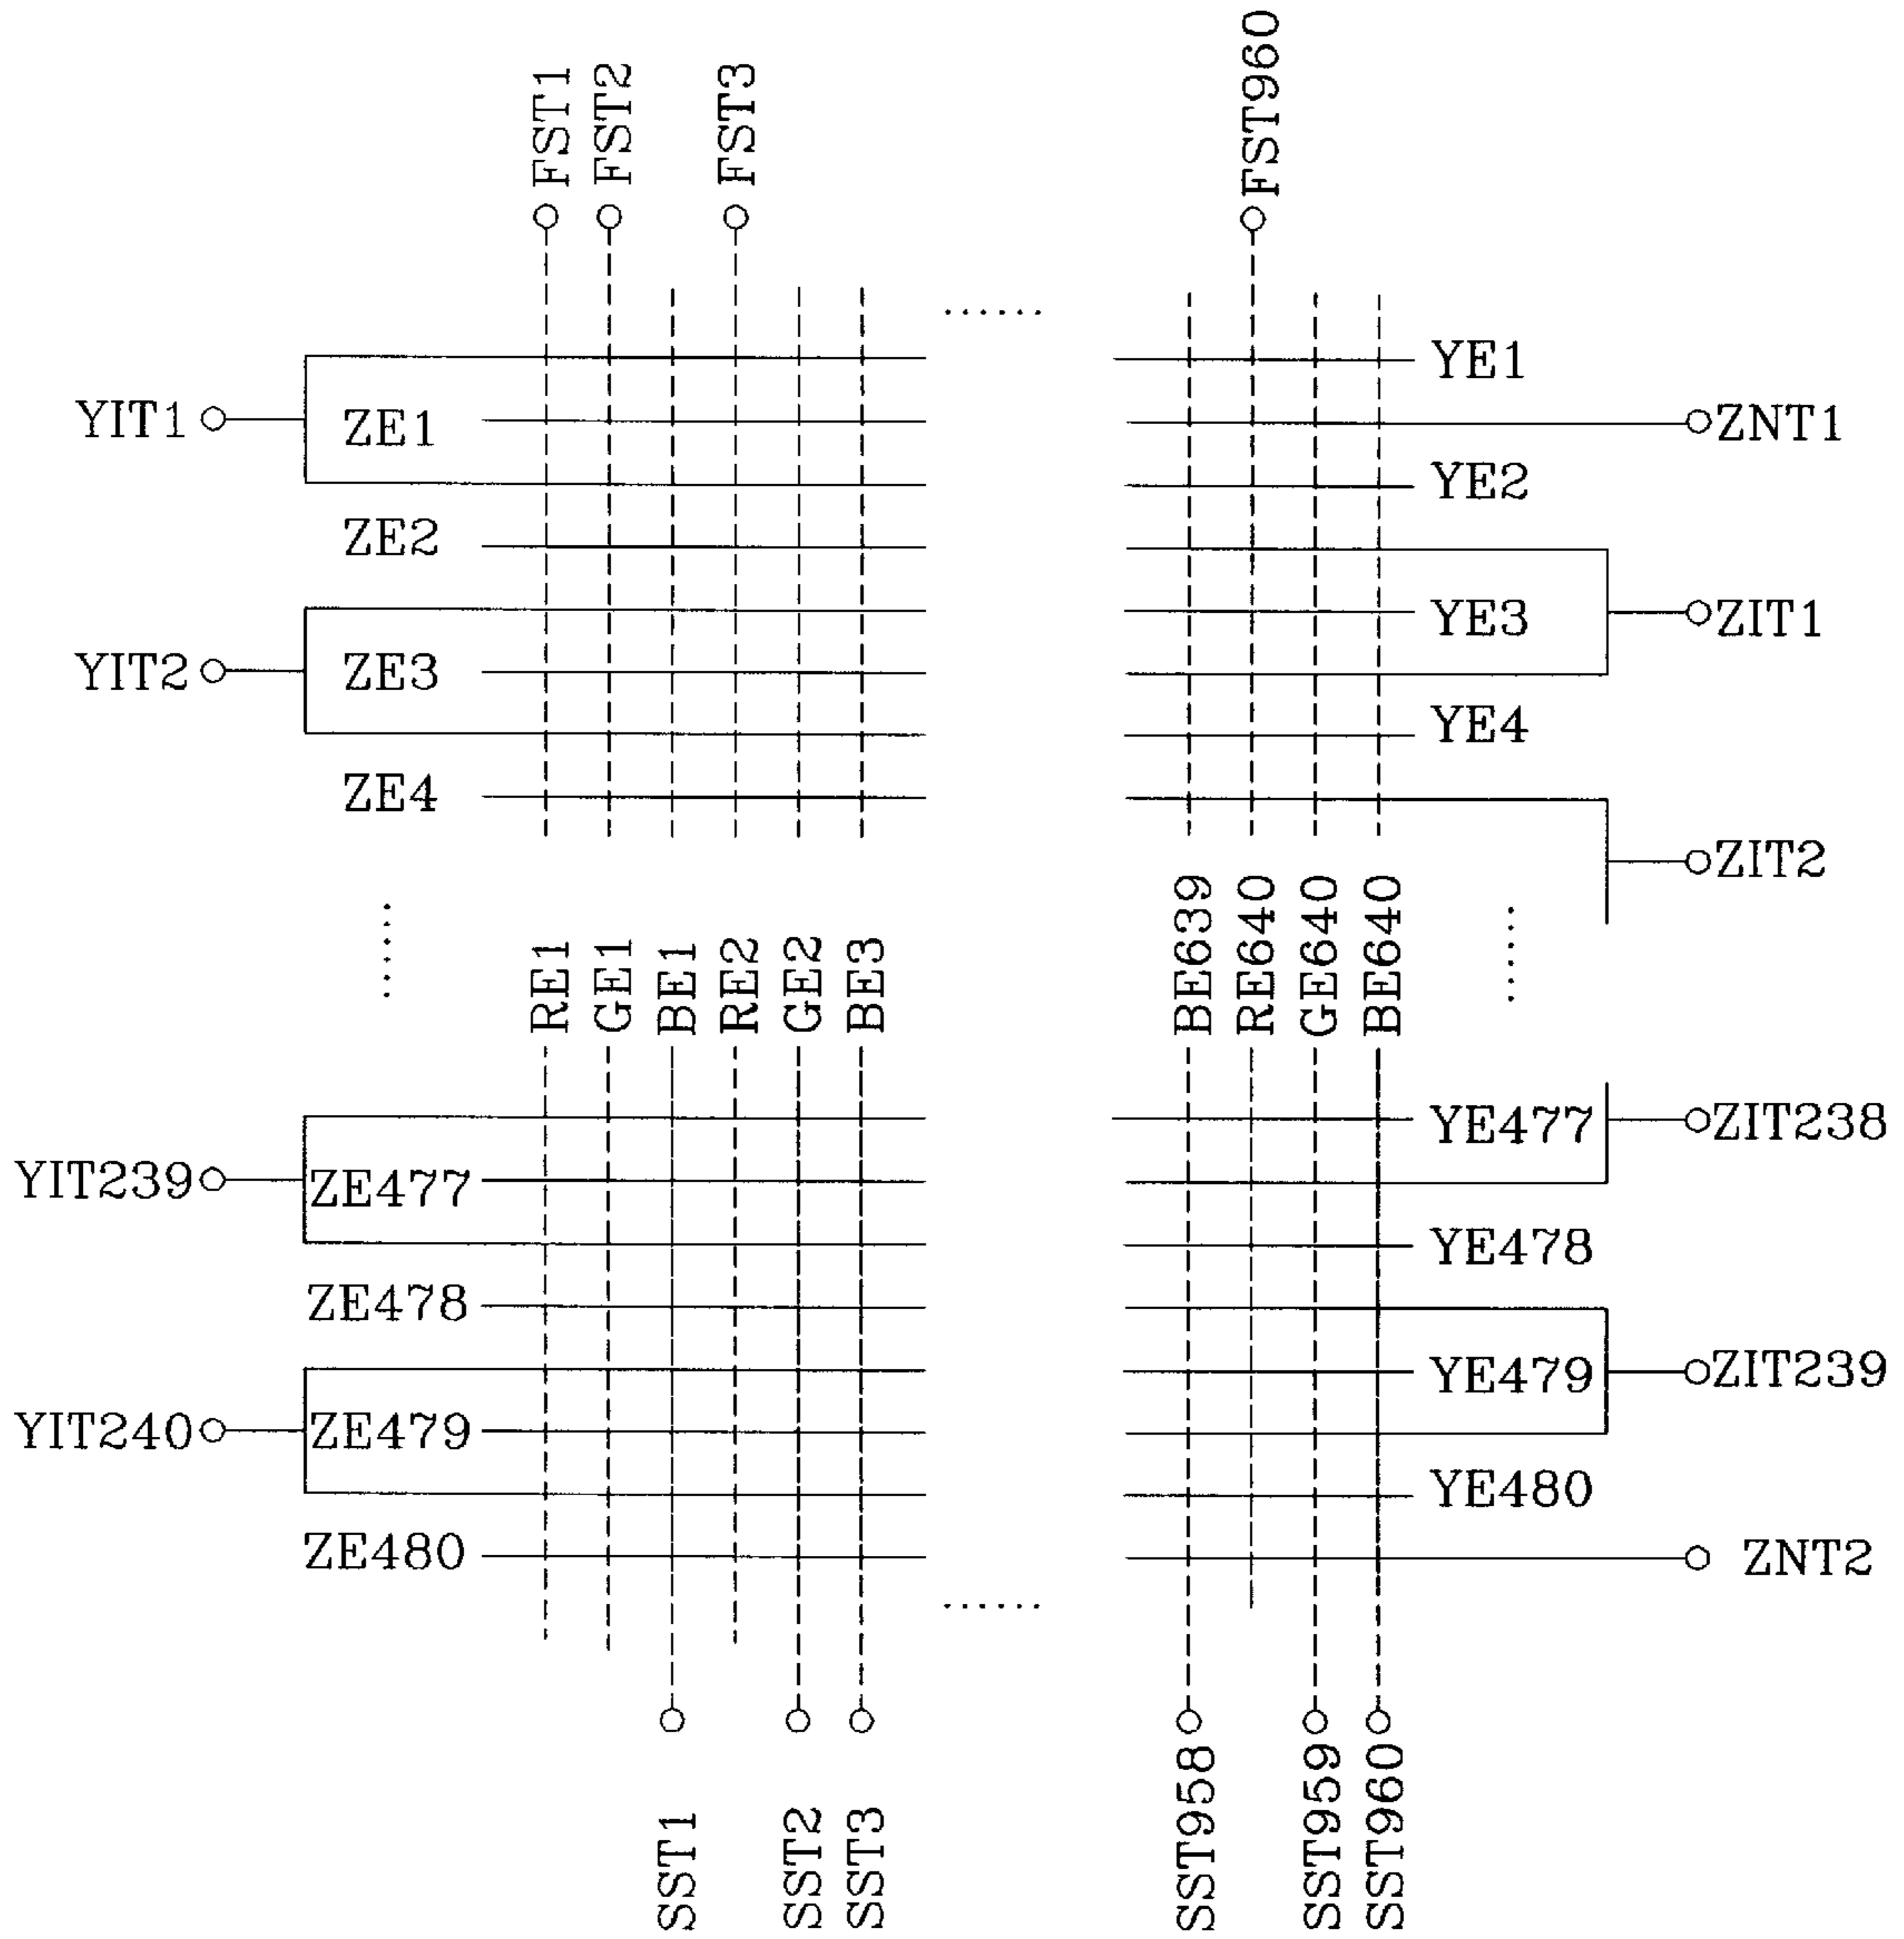 FST1 FST2 FST3 FST960
YE1
YIT1 ZE1 ZNT1
YE2
ZE2
YE3 ZIT1
YIT2 ZE3
YE4
ZE4
ZIT2
......
......
......
......
RE1 GE1 BE1 RE2 GE2 BE3 BE639 RE640 GE640 BE640
YE477 ZIT238
YIT239 ZE477
YE478
ZE478
YE479 ZIT239
YIT240 ZE479
YE480
ZE480 ZNT2
SST1 SST2 SST3 SST958 SST959 SST960